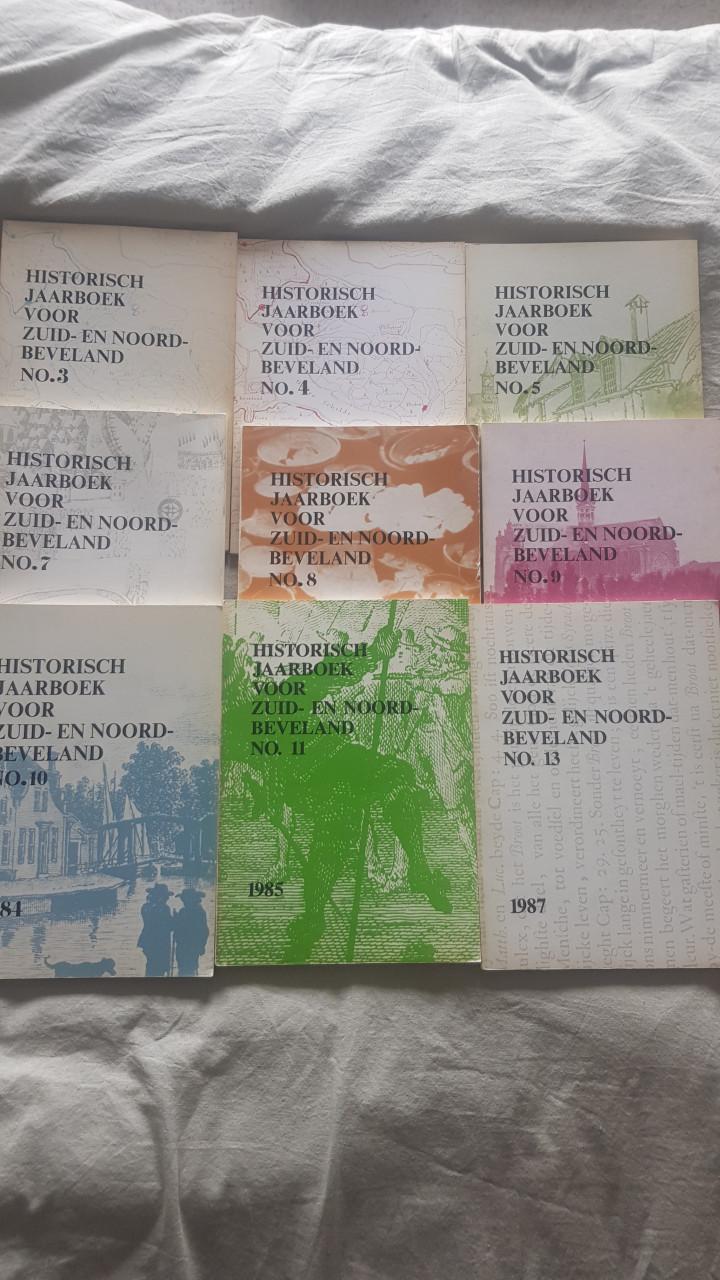 HISTORISCH
JAARBOEK
VOOR
ZUID- EN NOORD-
BEVELAND
NO.3
HISTORISCH
JAARBOEK
VOOR
ZUID- EN NOORD-
BEVELAND
NO.4
HISTORISCH
JAARBOEK
VOOR
ZUID- EN NOORD-
BEVELAND
NO.5
HISTORISCH
JAARBOEK
VOOR
ZUID- EN NOORD-
BEVELAND
NO.7
HISTORISCH
JAARBOEK
VOOR
ZUID- EN NOORD-
BEVELAND
NO.8
HISTORISCH
JAARBOEK
VOOR
ZUID- EN NOORD-
BEVELAND
NO.9
HISTORISCH
JAARBOEK
VOOR
ZUID- EN NOORD-
BEVELAND
NO.10
84
HISTORISCH
JAARBOEK
VOOR
ZUID- EN NOORD-
BEVELAND
NO. 11
1985
HISTORISCH
JAARBOEK
VOOR
ZUID- EN NOORD-
BEVELAND
NO. 13
1987